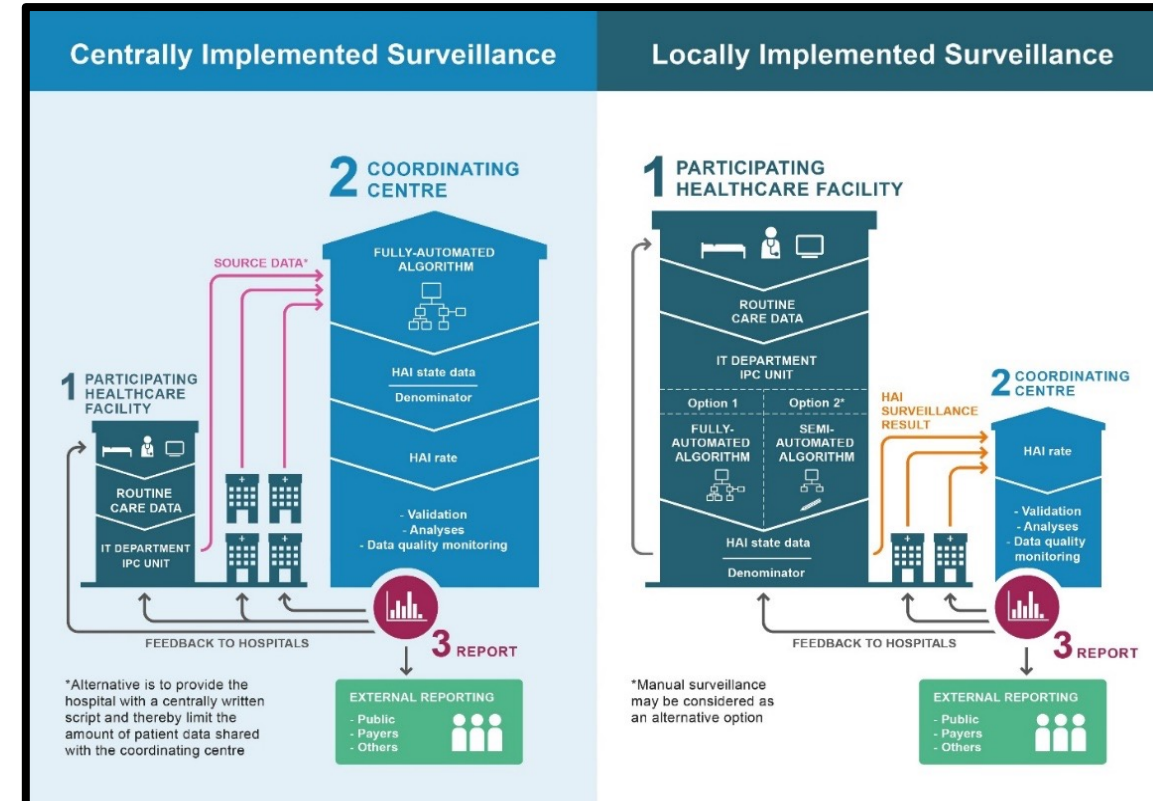 Centrally Implemented Surveillance
2 COORDINATING
CENTRE
FULLY-AUTOMATED
ALGORITHM
SOURCE DATA*
HAI state data
Denominator
1 PARTICIPATING
HEALTHCARE
FACILITY
HAI rate
ROUTINE
CARE DATA
- Validation
- Analyses
- Data quality monitoring
IT DEPARTMENT
IPC UNIT
FEEDBACK TO HOSPITALS
3 REPORT
*Alternative is to provide the
hospital with a centrally written
script and thereby limit the
amount of patient data shared
with the coordinating centre
EXTERNAL REPORTING
- Public
- Payers
- Others
Locally Implemented Surveillance
1 PARTICIPATING
HEALTHCARE FACILITY
ROUTINE
CARE DATA
IT DEPARTMENT
IPC UNIT
Option 1
Option 2*
FULLY-
AUTOMATED
ALGORITHM
SEMI-
AUTOMATED
ALGORITHM
HAI state data
Denominator
HAI
SURVEILLANCE
RESULT
2 COORDINATING
CENTRE
HAI rate
- Validation
- Analyses
- Data quality
monitoring
FEEDBACK TO HOSPITALS
3 REPORT
*Manual surveillance
may be considered as
an alternative option
EXTERNAL REPORTING
- Public
- Payers
- Others